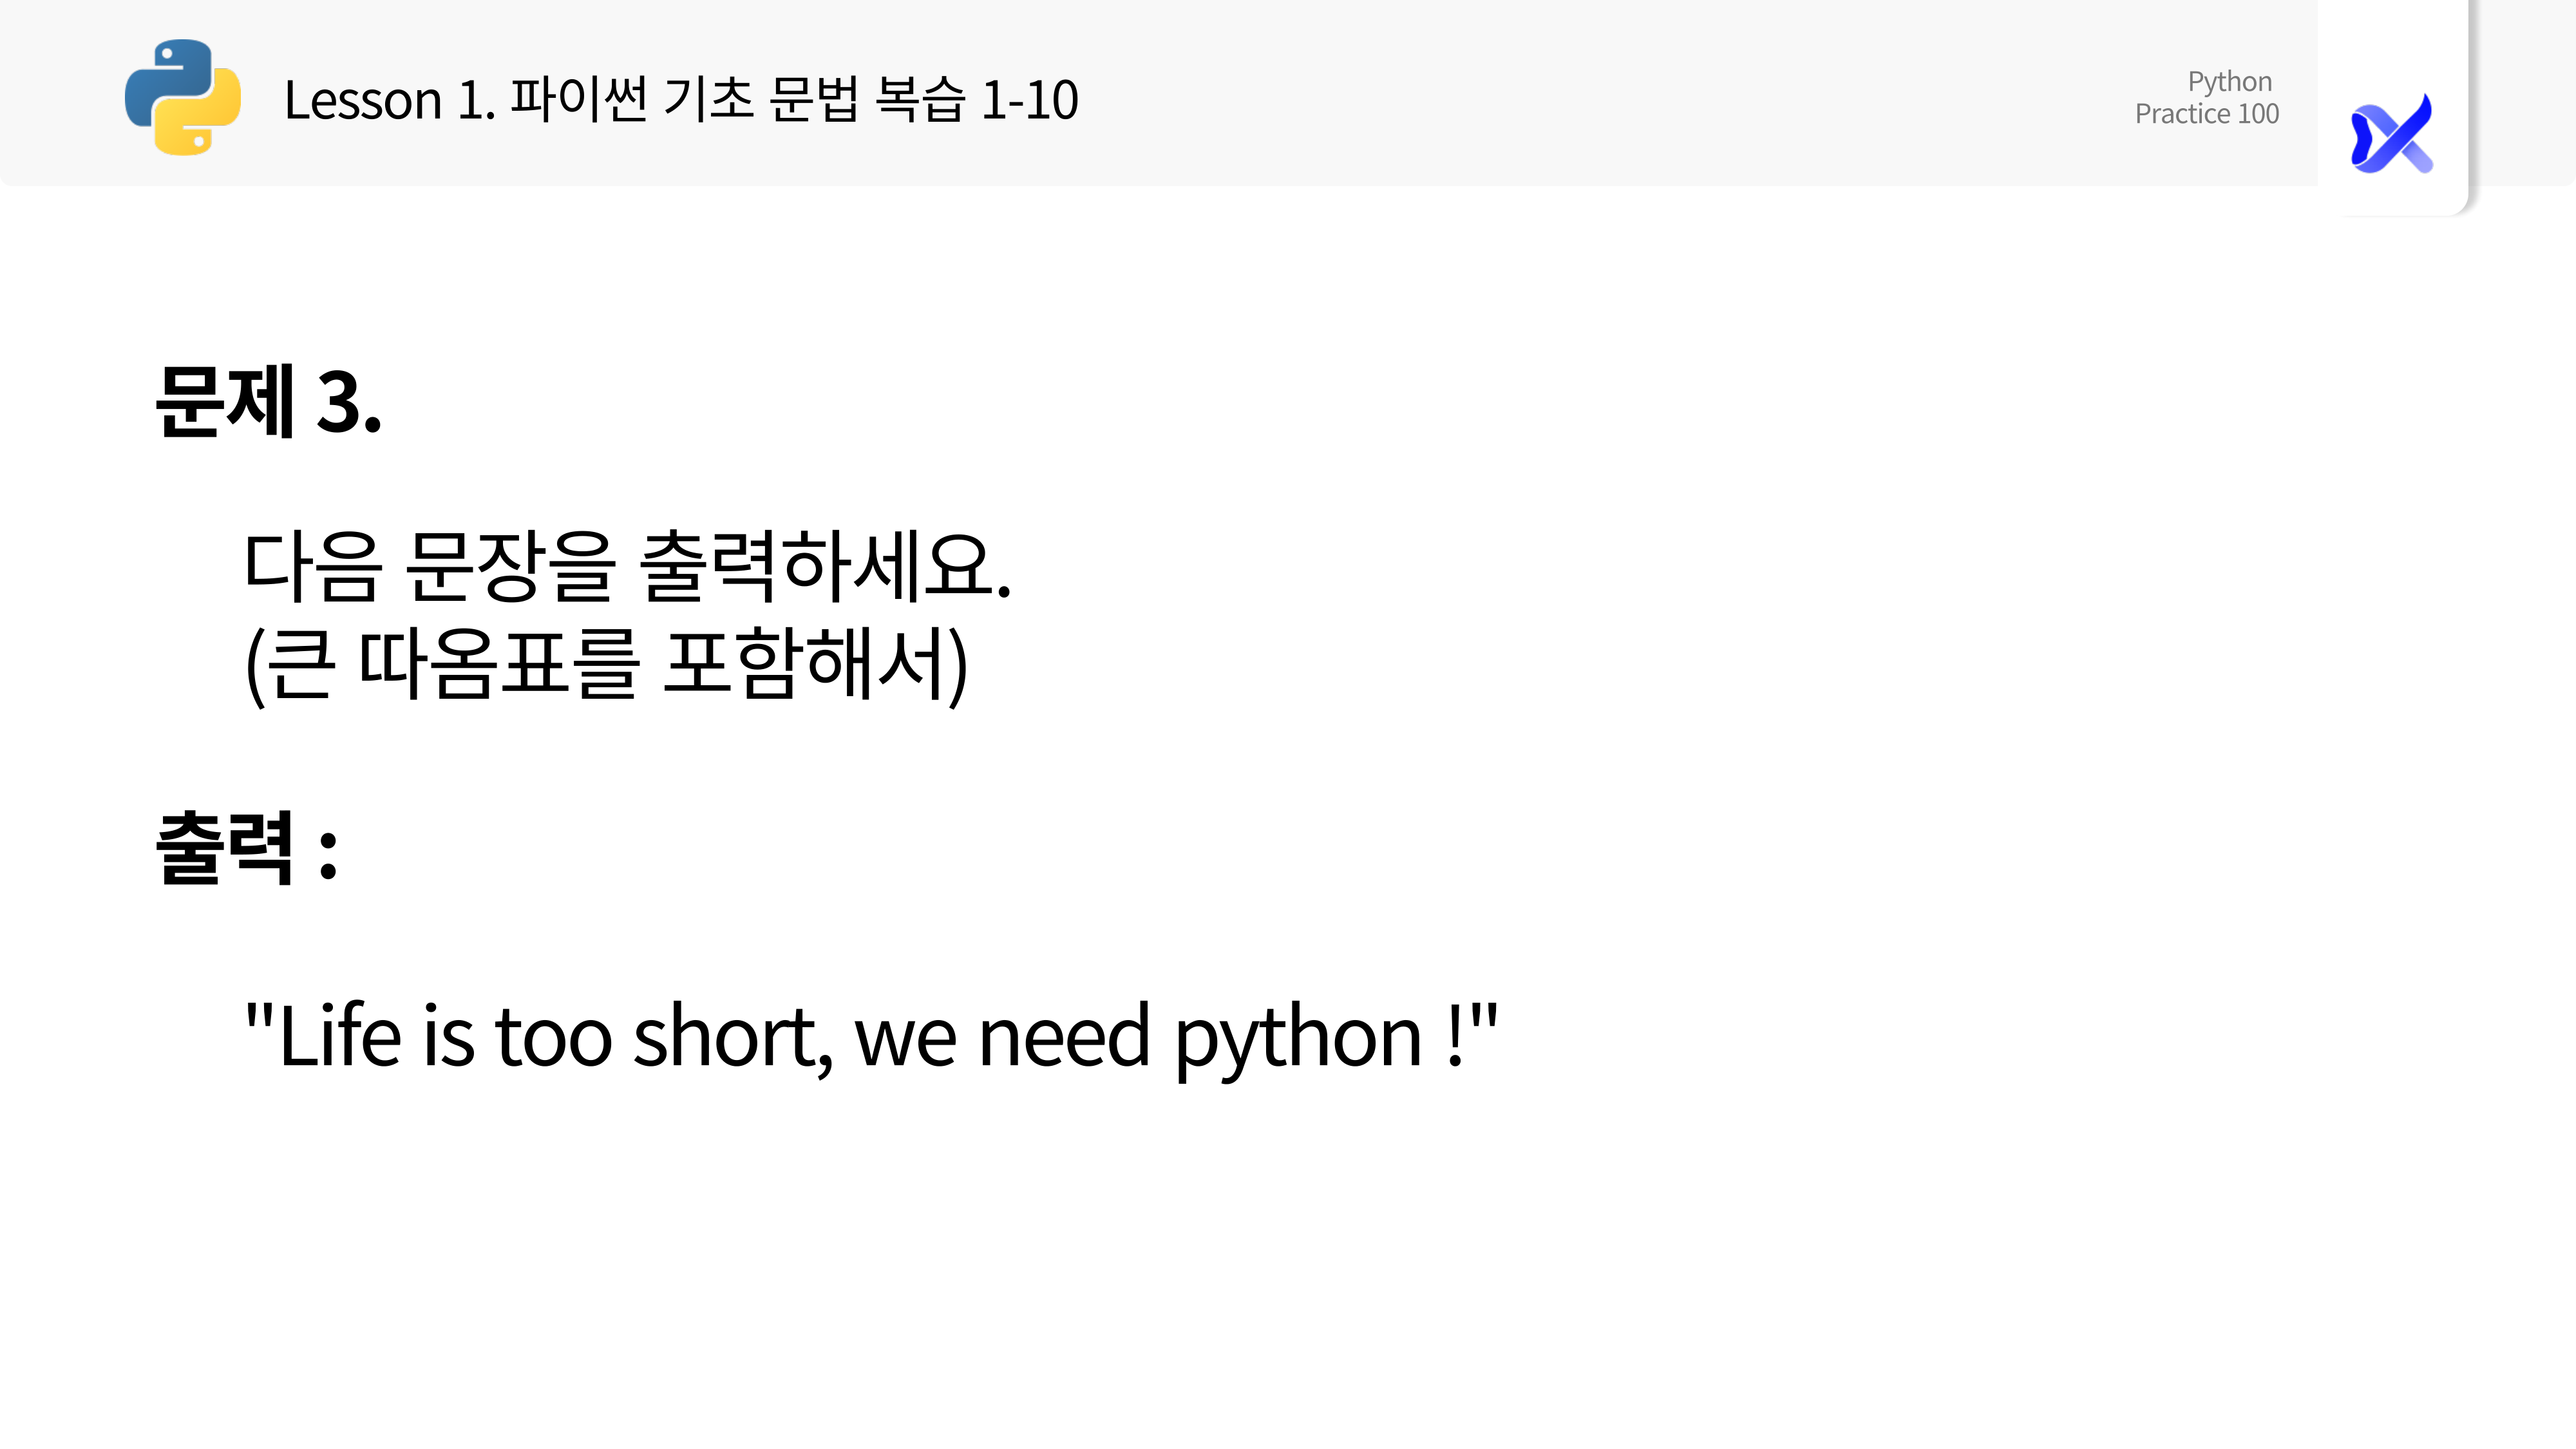 Lesson 1. 파이썬 기초 문법 복습 1-10
Python
Practice 100
문제 3.
다음 문장을 출력하세요.
(큰 따옴표를 포함해서)
출력 :
"Life is too short, we need python !"